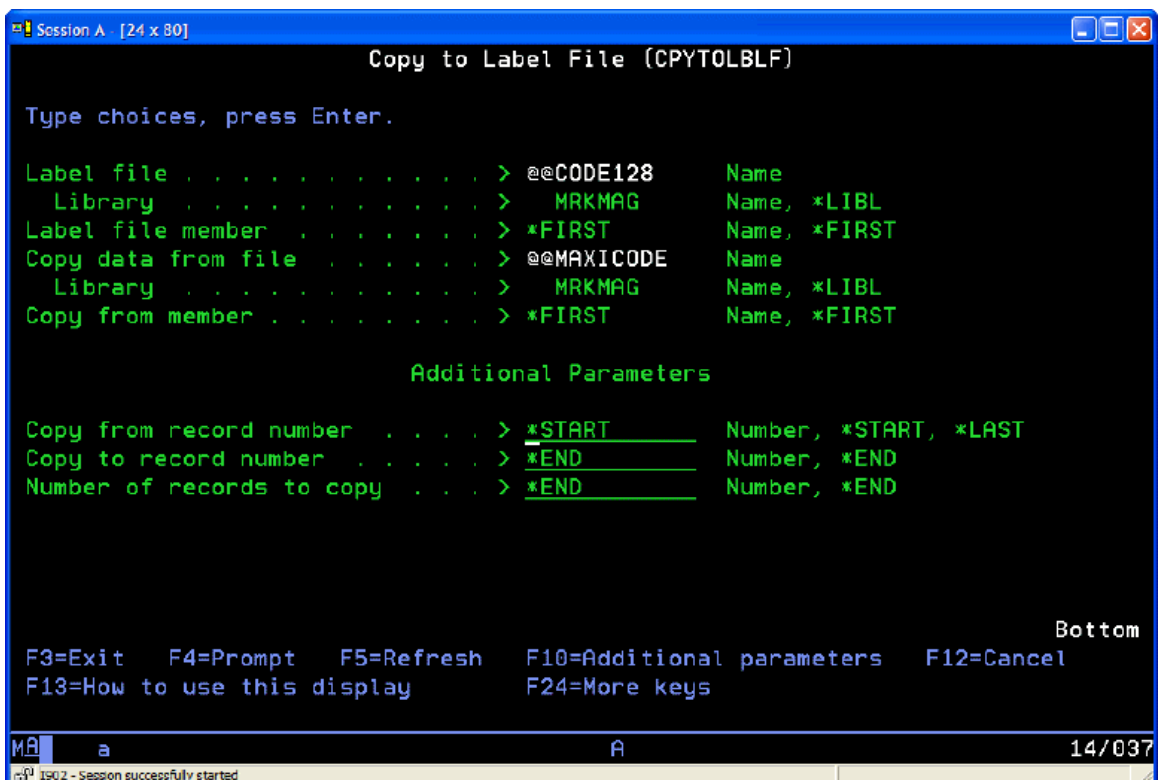 Session A - [24 x 80]
Copy to Label File (CPYTOLBLF)
Type choices, press Enter.
Label file . . . . . . . . . . . > @@CODE128 Name
Library . . . . . . . . . . . > MRKMAG Name, *LIBL
Label file member . . . . . . . > *FIRST Name, *FIRST
Copy data from file . . . . . . > @@MAXICODE Name
Library . . . . . . . . . . . > MRKMAG Name, *LIBL
Copy from member . . . . . . . . > *FIRST Name, *FIRST
Additional Parameters
Copy from record number . . . . > *START Number, *START, *LAST
Copy to record number . . . . . > *END Number, *END
Number of records to copy . . . > *END Number, *END
Bottom
F3=Exit F4=Prompt F5=Refresh F10=Additional parameters F12=Cancel
F13=How to use this display F24=More keys
MA a A 14/037
I902 - Session successfully started